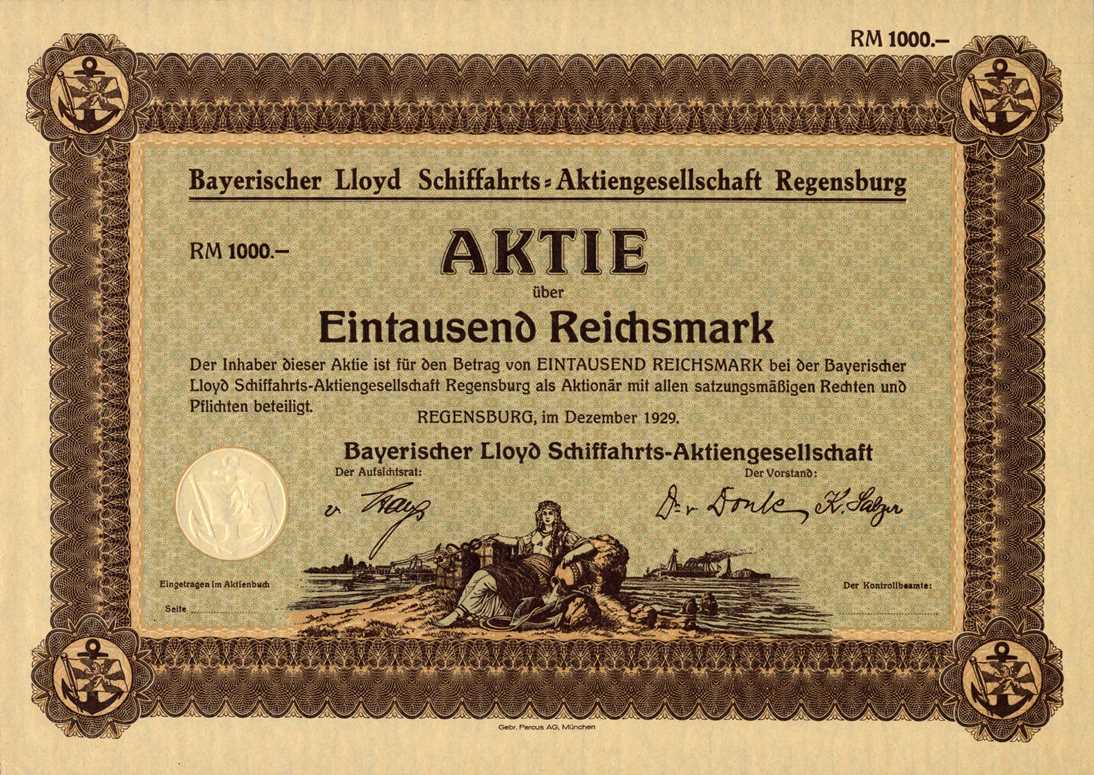 RM 1000.—
Bayerischer Lloyd Schiffahrts-Aktiengesellschaft Regensburg
RM 1000.—
AKTIE
über
Eintausend Reichsmark
Der Inhaber dieser Aktie ist für den Betrag von EINTAUSEND REICHSMARK bei der Bayerischer
Lloyd Schiffahrts-Aktiengesellschaft Regensburg als Aktionär mit allen satzungsmäßigen Rechten und
Pflichten beteiligt.
REGENSBURG, im Dezember 1929.
Bayerischer Lloyd Schiffahrts-Aktiengesellschaft
Der Aufsichtsrat:
Der Vorstand:
Dr. v Donle, K. Salzer
Eingetragen im Aktienbuch
Der Kontrollbeamte:
Seite
Gebr. Parcus AG, München